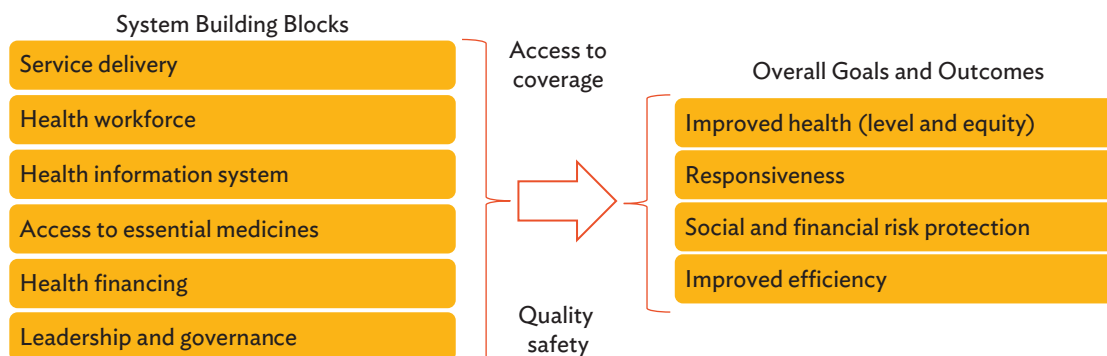 System Building Blocks
Service delivery
Health workforce
Health information system
Access to essential medicines
Health financing
Leadership and governance
Access to
coverage
Quality
safety
Overall Goals and Outcomes
Improved health (level and equity)
Responsiveness
Social and financial risk protection
Improved efficiency